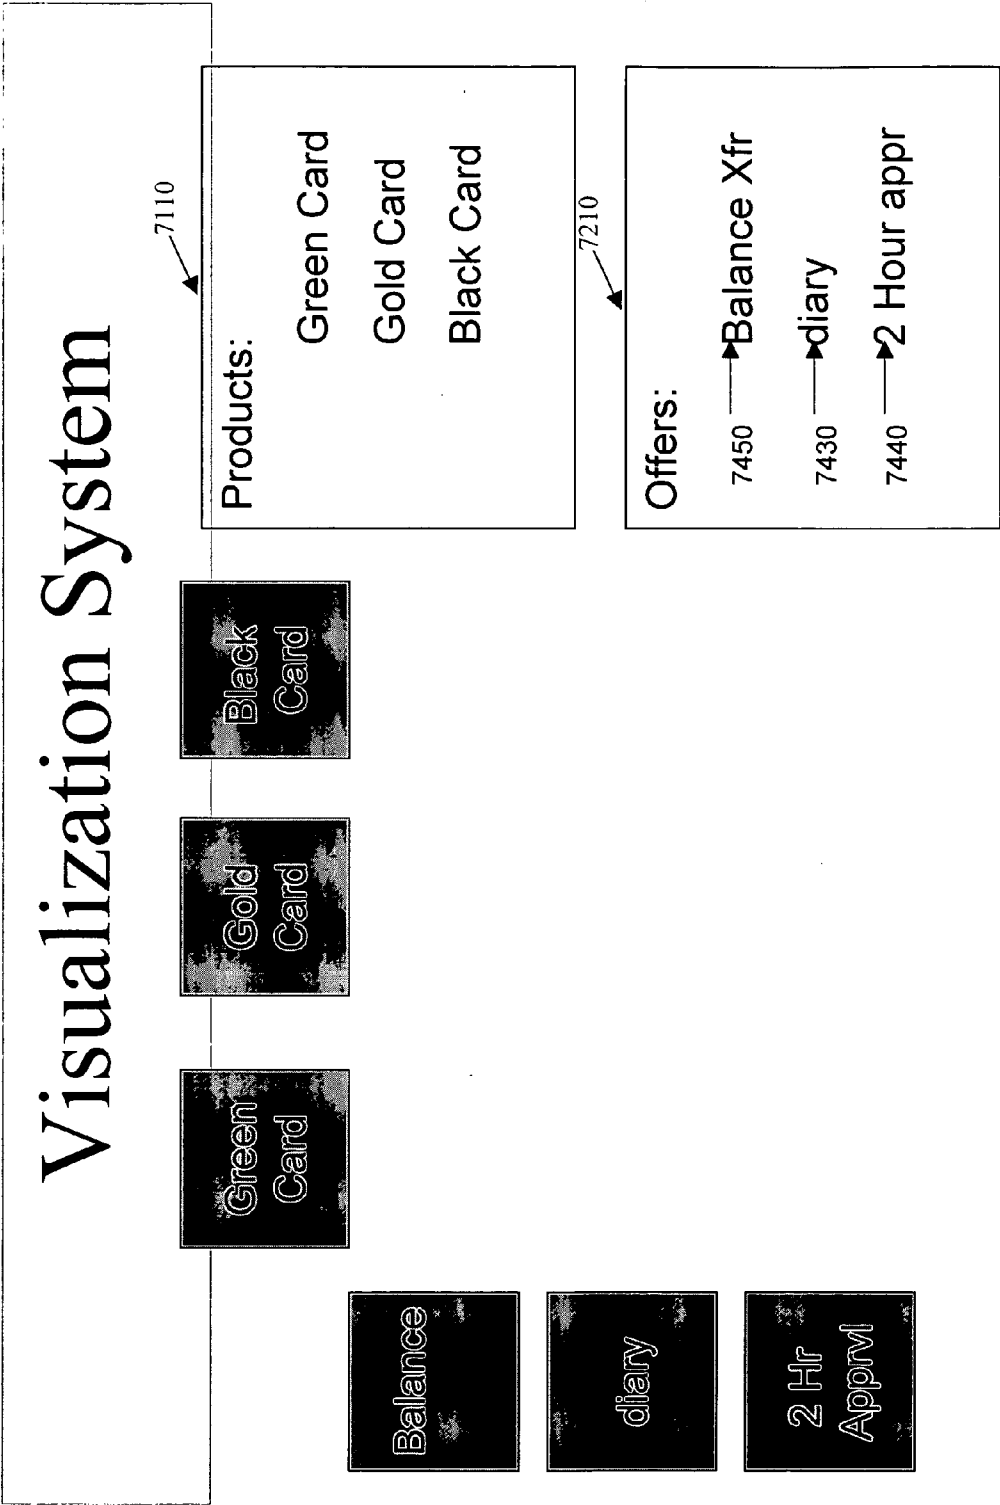 Visualization System
Green
Card
Gold
Card
Black
Card
7110
Products:
Green Card
Gold Card
Black Card
Balance
diary
2 Hr
Apprvl
7210
Offers:
7450 Balance Xfr
7430 diary
7440 2 Hour appr